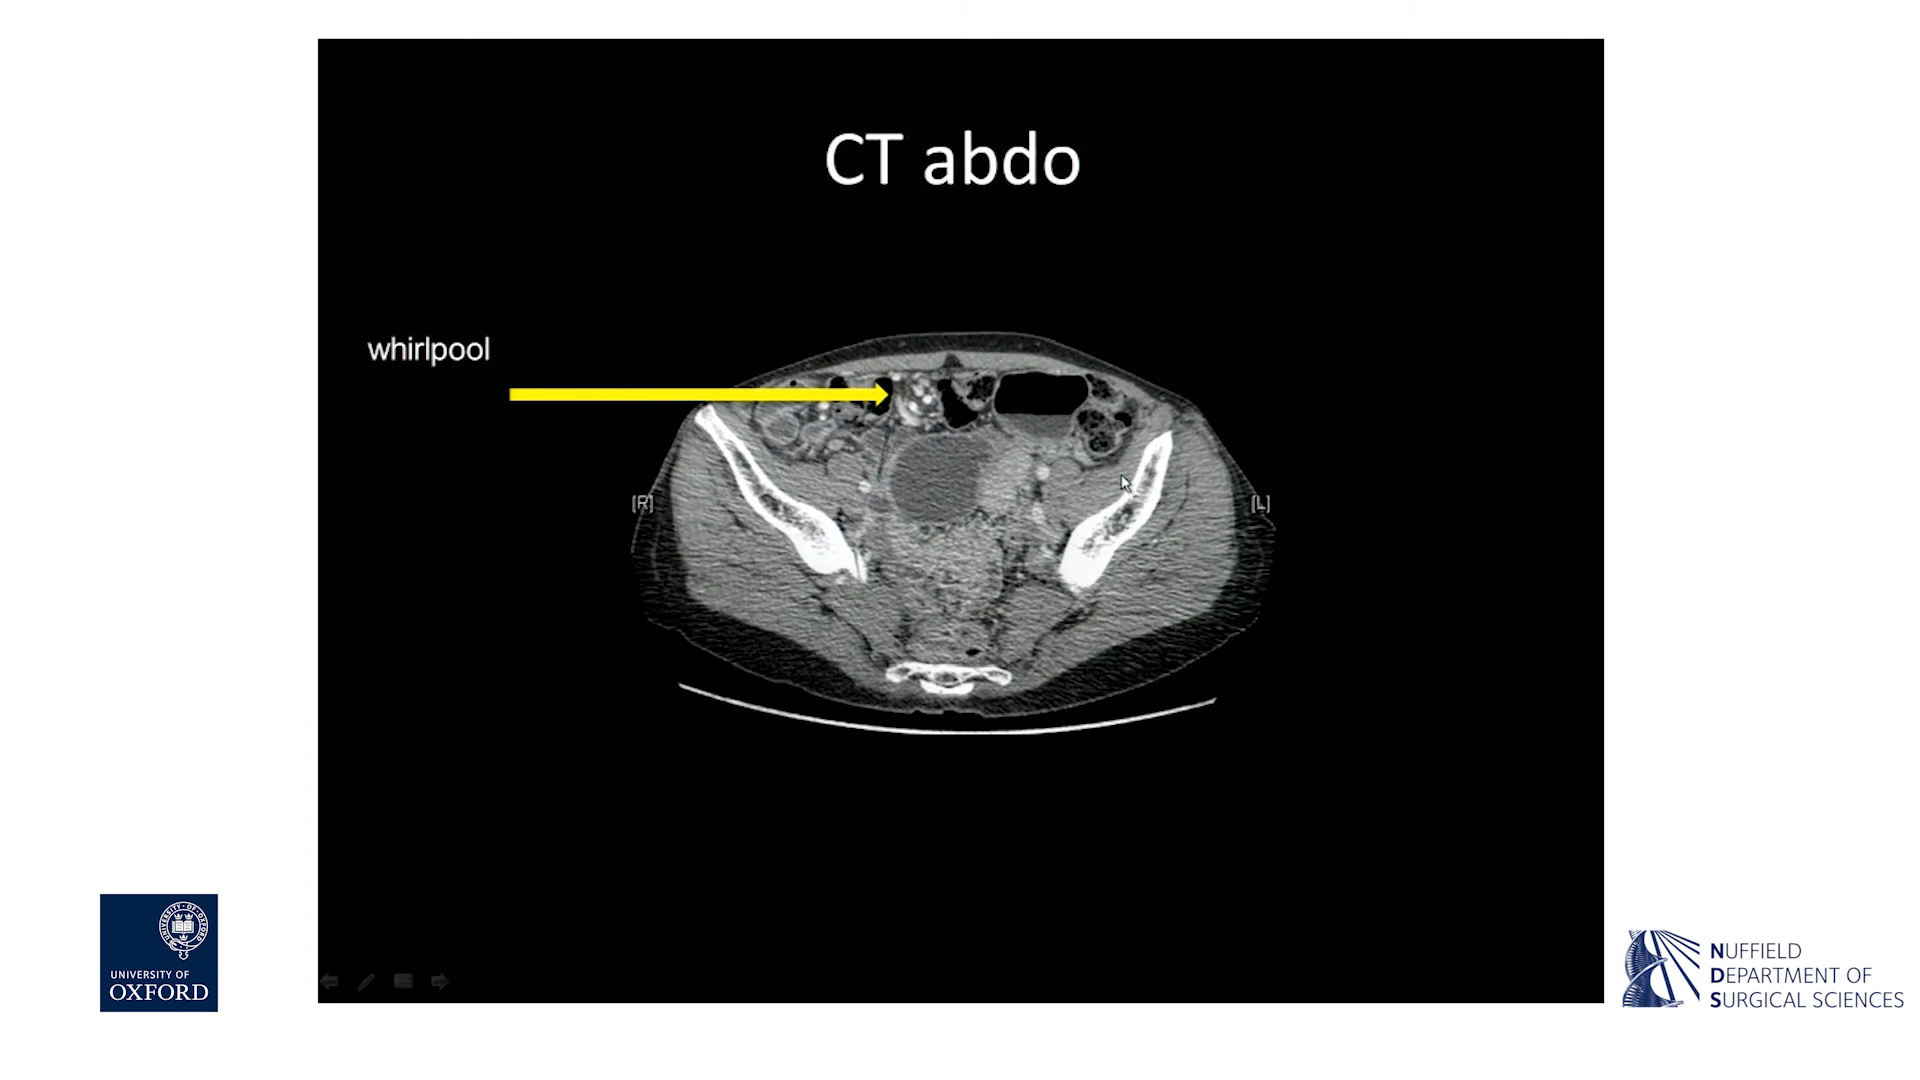 CT abdo
whirlpool
[R]
[L]
UNIVERSITY OF
OXFORD
NUFFIELD
DEPARTMENT OF
SURGICAL SCIENCES